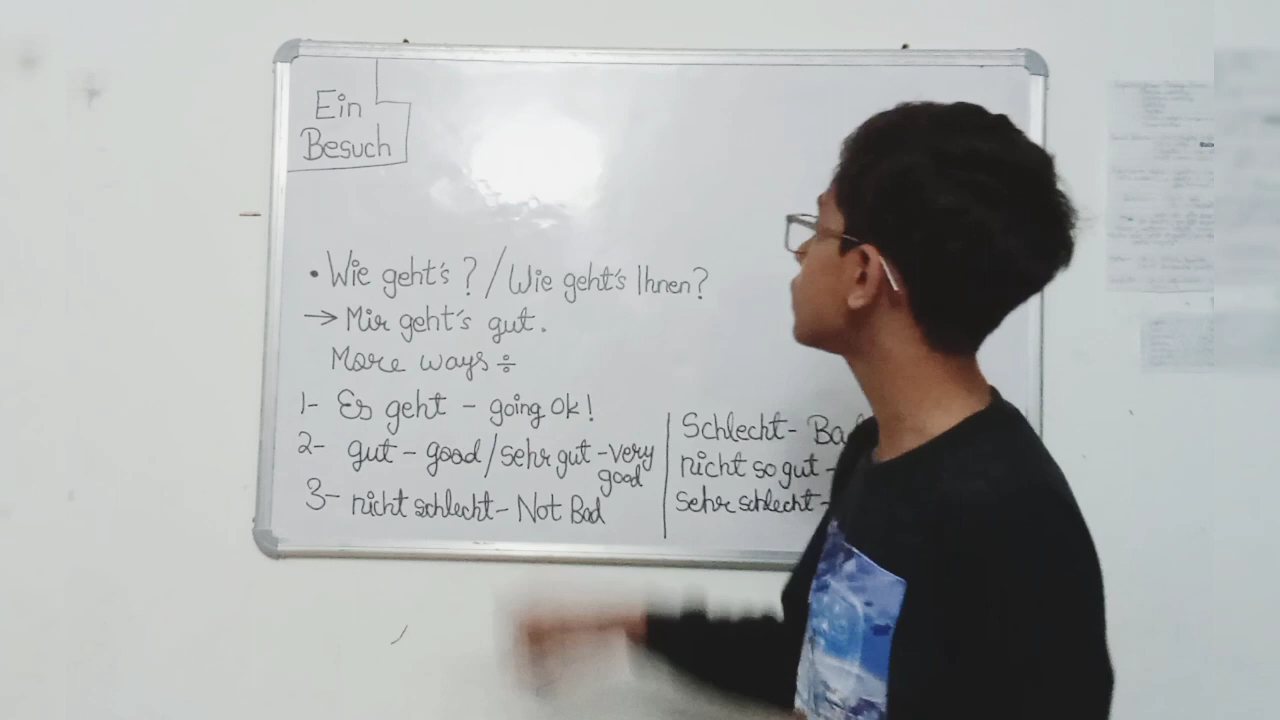 Ein
Besuch
• Wie geht's ? / Wie geht's Ihnen?
→ Mir geht's gut.
More ways ÷
1- Es geht - going Ok!
2- gut - good / sehr gut - very good
3- nicht schlecht - Not Bad
Schlecht - Ba
nicht so gut -
sehr schlecht -